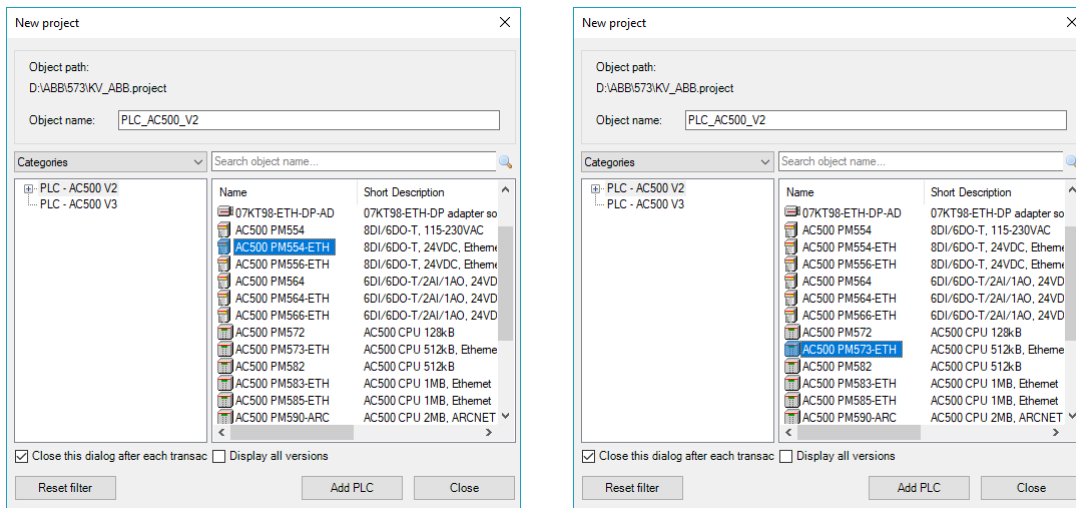 New project
Object path:
D:\ABB\573\KV_ABB.project
Object name: PLC_AC500_V2
Categories Search object name...
PLC - AC500 V2
PLC - AC500 V3
Name Short Description
07KT98-ETH-DP-AD 07KT98-ETH-DP adapter so
AC500 PM554 8DI/6DO-T, 115-230VAC
AC500 PM554-ETH 8DI/6DO-T, 24VDC, Etherne
AC500 PM556-ETH 8DI/6DO-T, 24VDC, Etherne
AC500 PM564 6DI/6DO-T/2AI/1AO, 24VD
AC500 PM564-ETH 6DI/6DO-T/2AI/1AO, 24VD
AC500 PM566-ETH 6DI/6DO-T/2AI/1AO, 24VD
AC500 PM572 AC500 CPU 128kB
AC500 PM573-ETH AC500 CPU 512kB, Etherne
AC500 PM582 AC500 CPU 512kB
AC500 PM583-ETH AC500 CPU 1MB, Ethernet
AC500 PM585-ETH AC500 CPU 1MB, Ethernet
AC500 PM590-ARC AC500 CPU 2MB, ARCNET
Close this dialog after each transac Display all versions
Reset filter Add PLC Close
New project
Object path:
D:\ABB\573\KV_ABB.project
Object name: PLC_AC500_V2
Categories Search object name...
PLC - AC500 V2
PLC - AC500 V3
Name Short Description
07KT98-ETH-DP-AD 07KT98-ETH-DP adapter so
AC500 PM554 8DI/6DO-T, 115-230VAC
AC500 PM554-ETH 8DI/6DO-T, 24VDC, Etherne
AC500 PM556-ETH 8DI/6DO-T, 24VDC, Etherne
AC500 PM564 6DI/6DO-T/2AI/1AO, 24VD
AC500 PM564-ETH 6DI/6DO-T/2AI/1AO, 24VD
AC500 PM566-ETH 6DI/6DO-T/2AI/1AO, 24VD
AC500 PM572 AC500 CPU 128kB
AC500 PM573-ETH AC500 CPU 512kB, Etherne
AC500 PM582 AC500 CPU 512kB
AC500 PM583-ETH AC500 CPU 1MB, Ethernet
AC500 PM585-ETH AC500 CPU 1MB, Ethernet
AC500 PM590-ARC AC500 CPU 2MB, ARCNET
Close this dialog after each transac Display all versions
Reset filter Add PLC Close